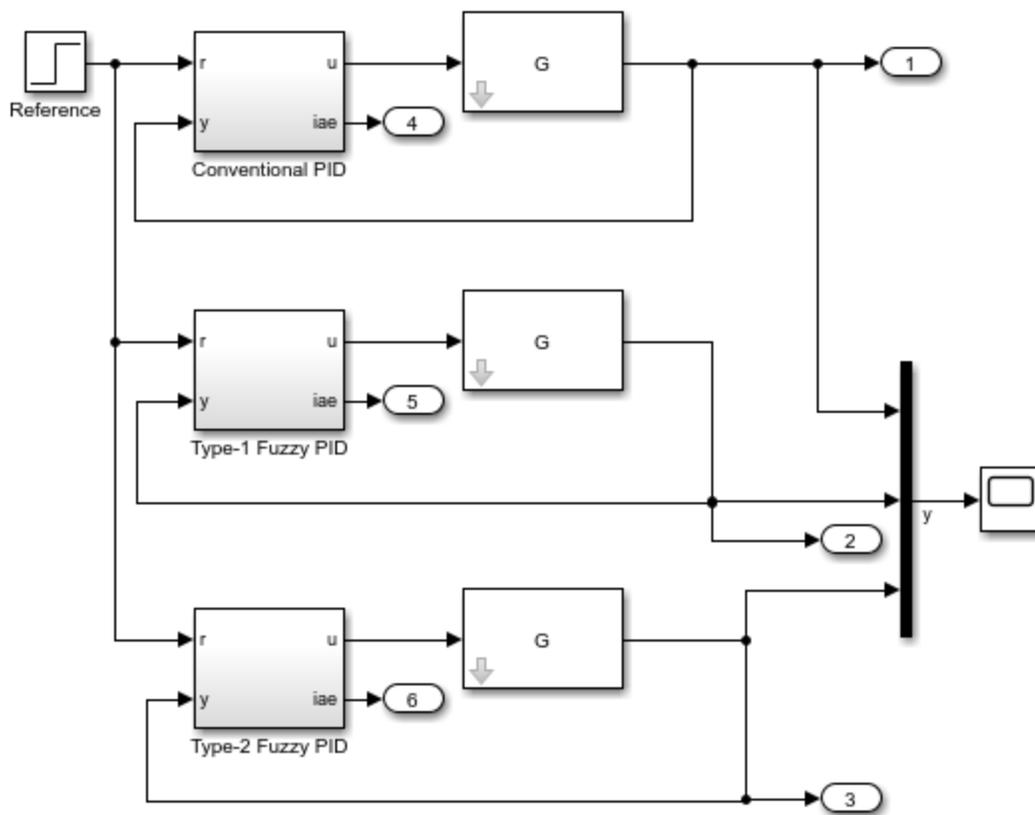 r
u
G
1
Reference
y
iae
4
Conventional PID
r
u
G
y
iae
5
Type-1 Fuzzy PID
y
2
r
u
G
y
iae
6
Type-2 Fuzzy PID
3